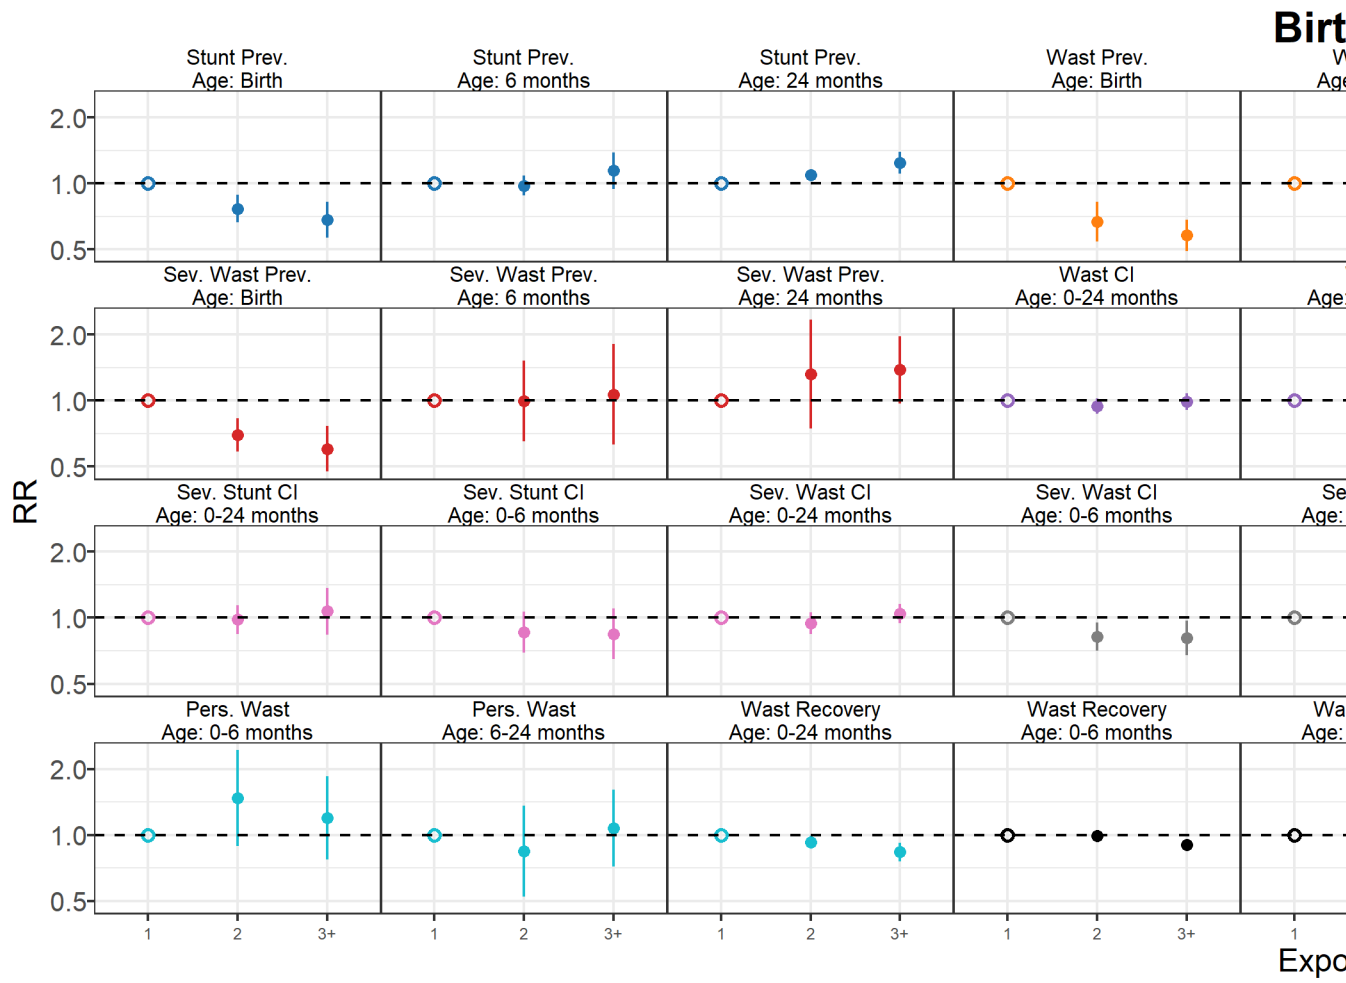 Birt
Stunt Prev.
Age: Birth
Stunt Prev.
Age: 6 months
Stunt Prev.
Age: 24 months
Wast Prev.
Age: Birth
W
Age
2.0
1.0
0.5
Sev. Wast Prev.
Age: Birth
Sev. Wast Prev.
Age: 6 months
Sev. Wast Prev.
Age: 24 months
Wast CI
Age: 0-24 months
Age:
2.0
1.0
0.5
RR
Sev. Stunt CI
Age: 0-24 months
Sev. Stunt CI
Age: 0-6 months
Sev. Wast CI
Age: 0-24 months
Sev. Wast CI
Age: 0-6 months
Se
Age:
2.0
1.0
0.5
Pers. Wast
Age: 0-6 months
Pers. Wast
Age: 6-24 months
Wast Recovery
Age: 0-24 months
Wast Recovery
Age: 0-6 months
Wa
Age:
2.0
1.0
0.5
1 2 3+ 1 2 3+ 1 2 3+ 1 2 3+ 1
Expo